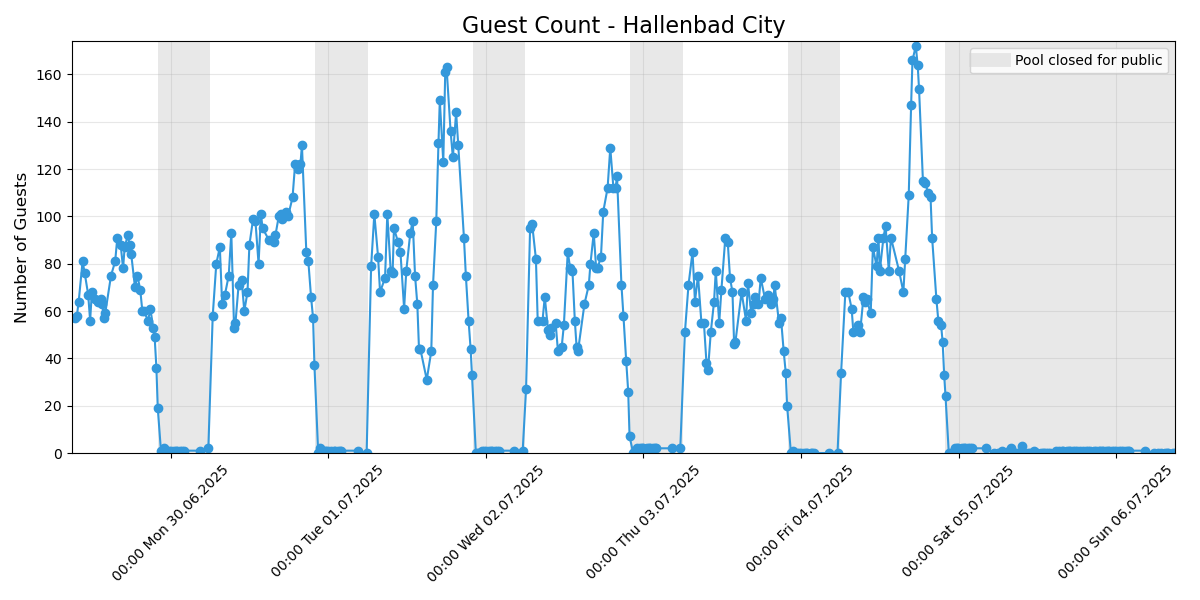 Guest Count - Hallenbad City
Pool closed for public
Number of Guests
160
140
120
100
80
60
40
20
0
00:00 Mon 30.06.2025
00:00 Tue 01.07.2025
00:00 Wed 02.07.2025
00:00 Thu 03.07.2025
00:00 Fri 04.07.2025
00:00 Sat 05.07.2025
00:00 Sun 06.07.2025